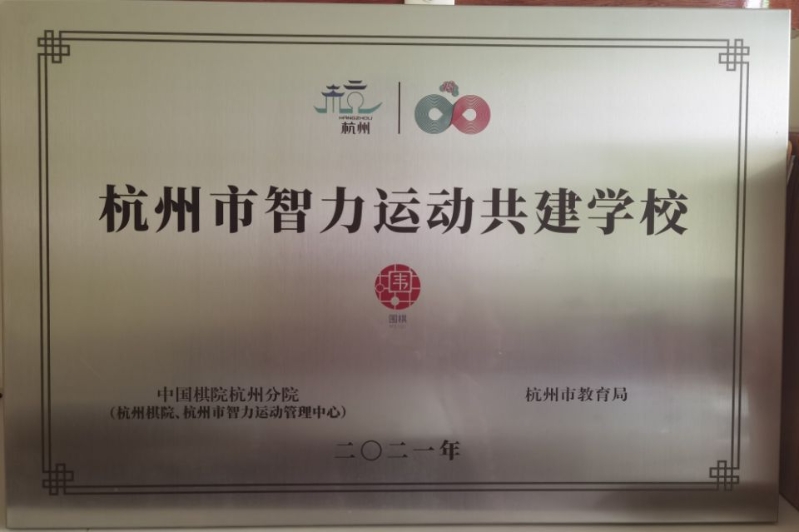 HANGZHOU
杭州
杭州市智力运动共建学校
围
围棋
中国棋院杭州分院
杭州市教育局
(杭州棋院、杭州市智力运动管理中心)
二〇二一年